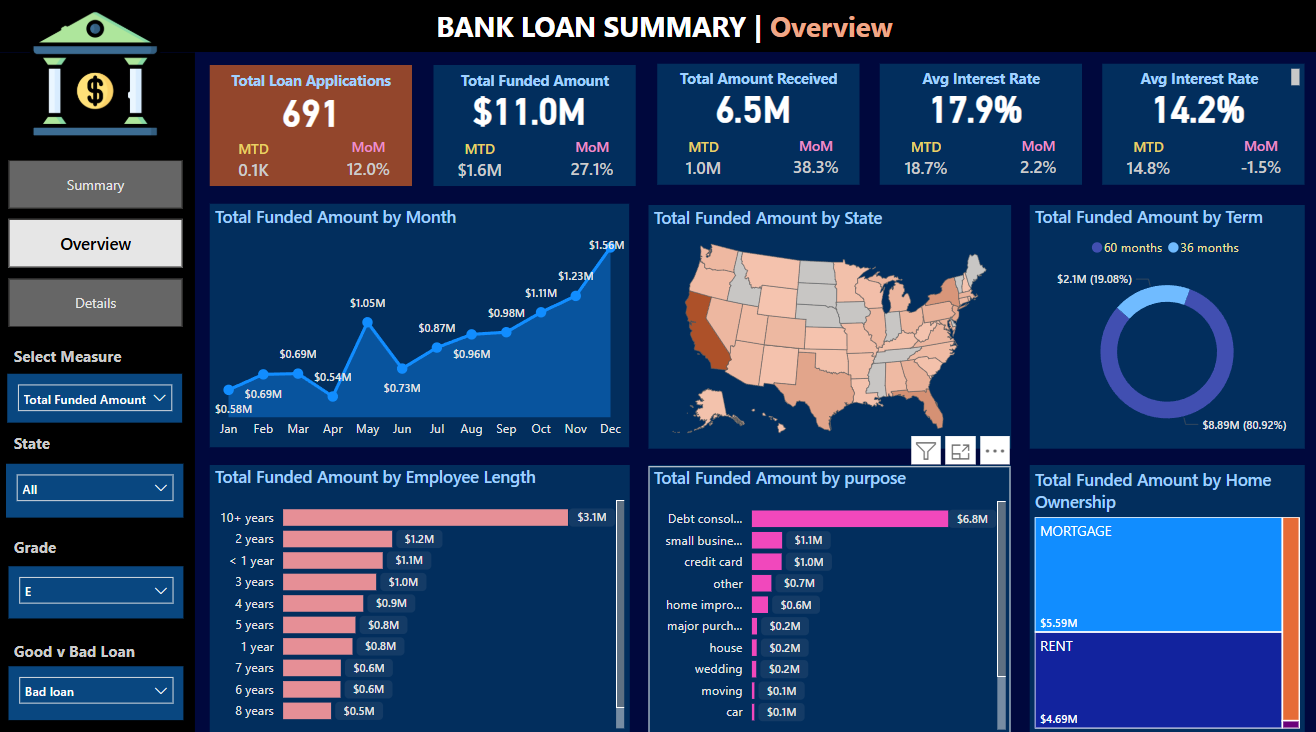 BANK LOAN SUMMARY | Overview
$
Summary
Overview
Details
Select Measure
Total Funded Amount
State
All
Grade
E
Good v Bad Loan
Bad loan
Total Loan Applications
691
MTD MoM
0.1K 12.0%
Total Funded Amount
$11.0M
MTD MoM
$1.6M 27.1%
Total Amount Received
6.5M
MTD MoM
1.0M 38.3%
Avg Interest Rate
17.9%
MTD MoM
18.7% 2.2%
Avg Interest Rate
14.2%
MTD MoM
14.8% -1.5%
Total Funded Amount by Month
$0.58M
$0.69M
$0.69M
$0.54M
$1.05M
$0.73M
$0.87M
$0.96M
$0.98M
$1.11M
$1.23M
$1.56M
Jan Feb Mar Apr May Jun Jul Aug Sep Oct Nov Dec
Total Funded Amount by State
Total Funded Amount by Term
60 months 36 months
$2.1M (19.08%)
$8.89M (80.92%)
Total Funded Amount by Employee Length
10+ years $3.1M
2 years $1.2M
< 1 year $1.1M
3 years $1.0M
4 years $0.9M
5 years $0.8M
1 year $0.8M
7 years $0.6M
6 years $0.6M
8 years $0.5M
Total Funded Amount by purpose
Debt consol... $6.8M
small busine... $1.1M
credit card $1.0M
other $0.7M
home impro... $0.6M
major purch... $0.2M
house $0.2M
wedding $0.2M
moving $0.1M
car $0.1M
Total Funded Amount by Home
Ownership
MORTGAGE
$5.59M
RENT
$4.69M